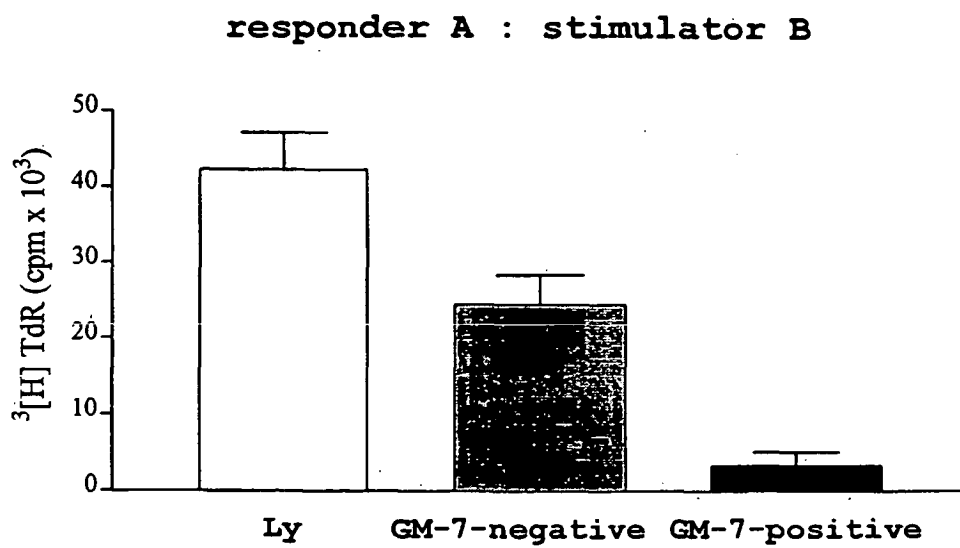 responder A : stimulator B
³[H] TdR (cpm x 10³)
50
40
30
20
10
0
Ly GM-7-negative GM-7-positive